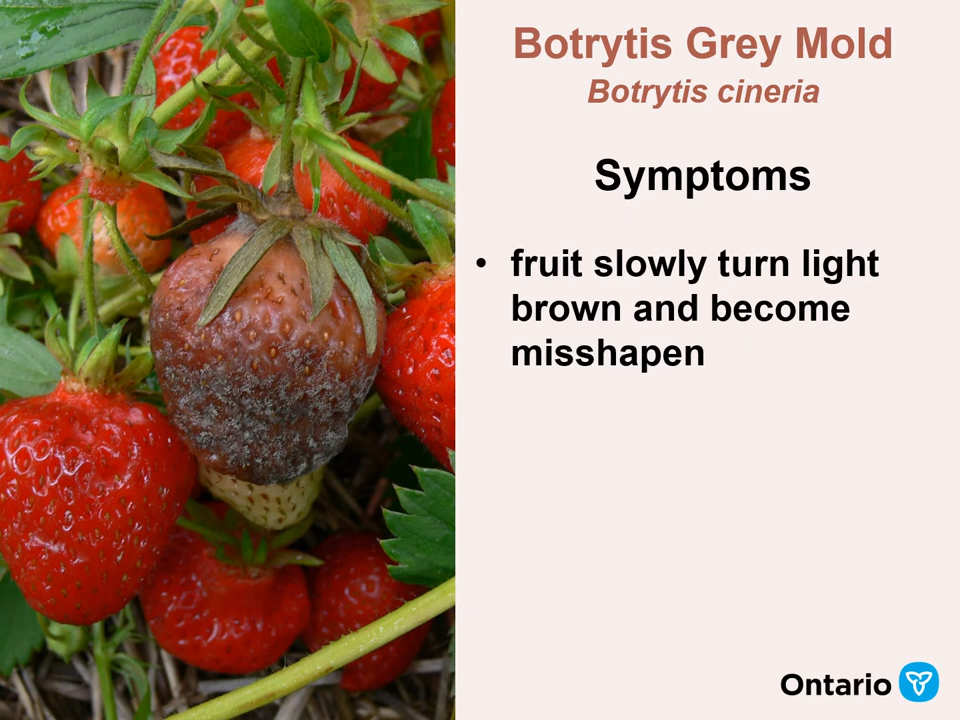 Botrytis Grey Mold
Botrytis cineria
Symptoms
• fruit slowly turn light
brown and become
misshapen
Ontario